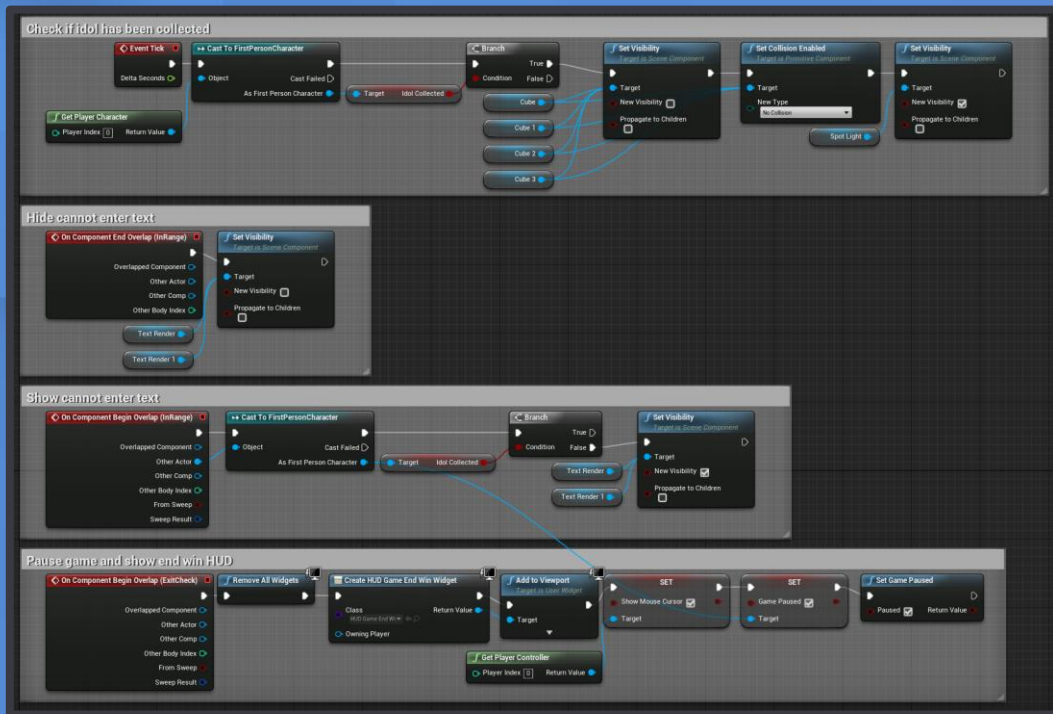 Check if idol has been collected
Event Tick
Delta Seconds
Get Player Character
Player Index 0 Return Value
Cast To FirstPersonCharacter
Object Cast Failed
As First Person Character
Target Idol Collected
Branch
True
Condition False
Cube
Cube 1
Cube 2
Cube 3
Set Visibility
Target is Scene Component
Target
New Visibility
Propagate to Children
Set Collision Enabled
Target is Primitive Component
Target
New Type
No Collision
Spot Light
Set Visibility
Target is Scene Component
Target
New Visibility
Propagate to Children
Hide cannot enter text
On Component End Overlap (InRange)
Overlapped Component
Other Actor
Other Comp
Other Body Index
Text Render
Text Render 1
Set Visibility
Target is Scene Component
Target
New Visibility
Propagate to Children
Show cannot enter text
On Component Begin Overlap (InRange)
Overlapped Component
Other Actor
Other Comp
Other Body Index
From Sweep
Sweep Result
Cast To FirstPersonCharacter
Object Cast Failed
As First Person Character
Target Idol Collected
Branch
True
Condition False
Text Render
Text Render 1
Set Visibility
Target is Scene Component
Target
New Visibility
Propagate to Children
Pause game and show end win HUD
On Component Begin Overlap (ExitCheck)
Overlapped Component
Other Actor
Other Comp
Other Body Index
From Sweep
Sweep Result
Remove All Widgets
Create HUD Game End Win Widget
Class Return Value
HUD Game End Wi
Owning Player
Add to Viewport
Target is User Widget
Target
Get Player Controller
Player Index 0 Return Value
SET
Show Mouse Cursor
Target
SET
Game Paused
Target
Set Game Paused
Paused Return Value